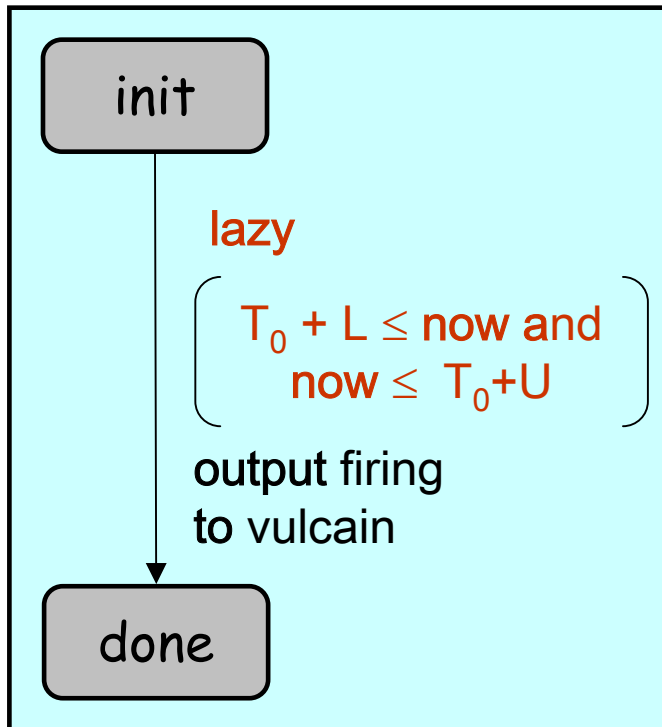 init
lazy
T₀ + L ≤ now and
now ≤ T₀+U
output firing
to vulcain
done